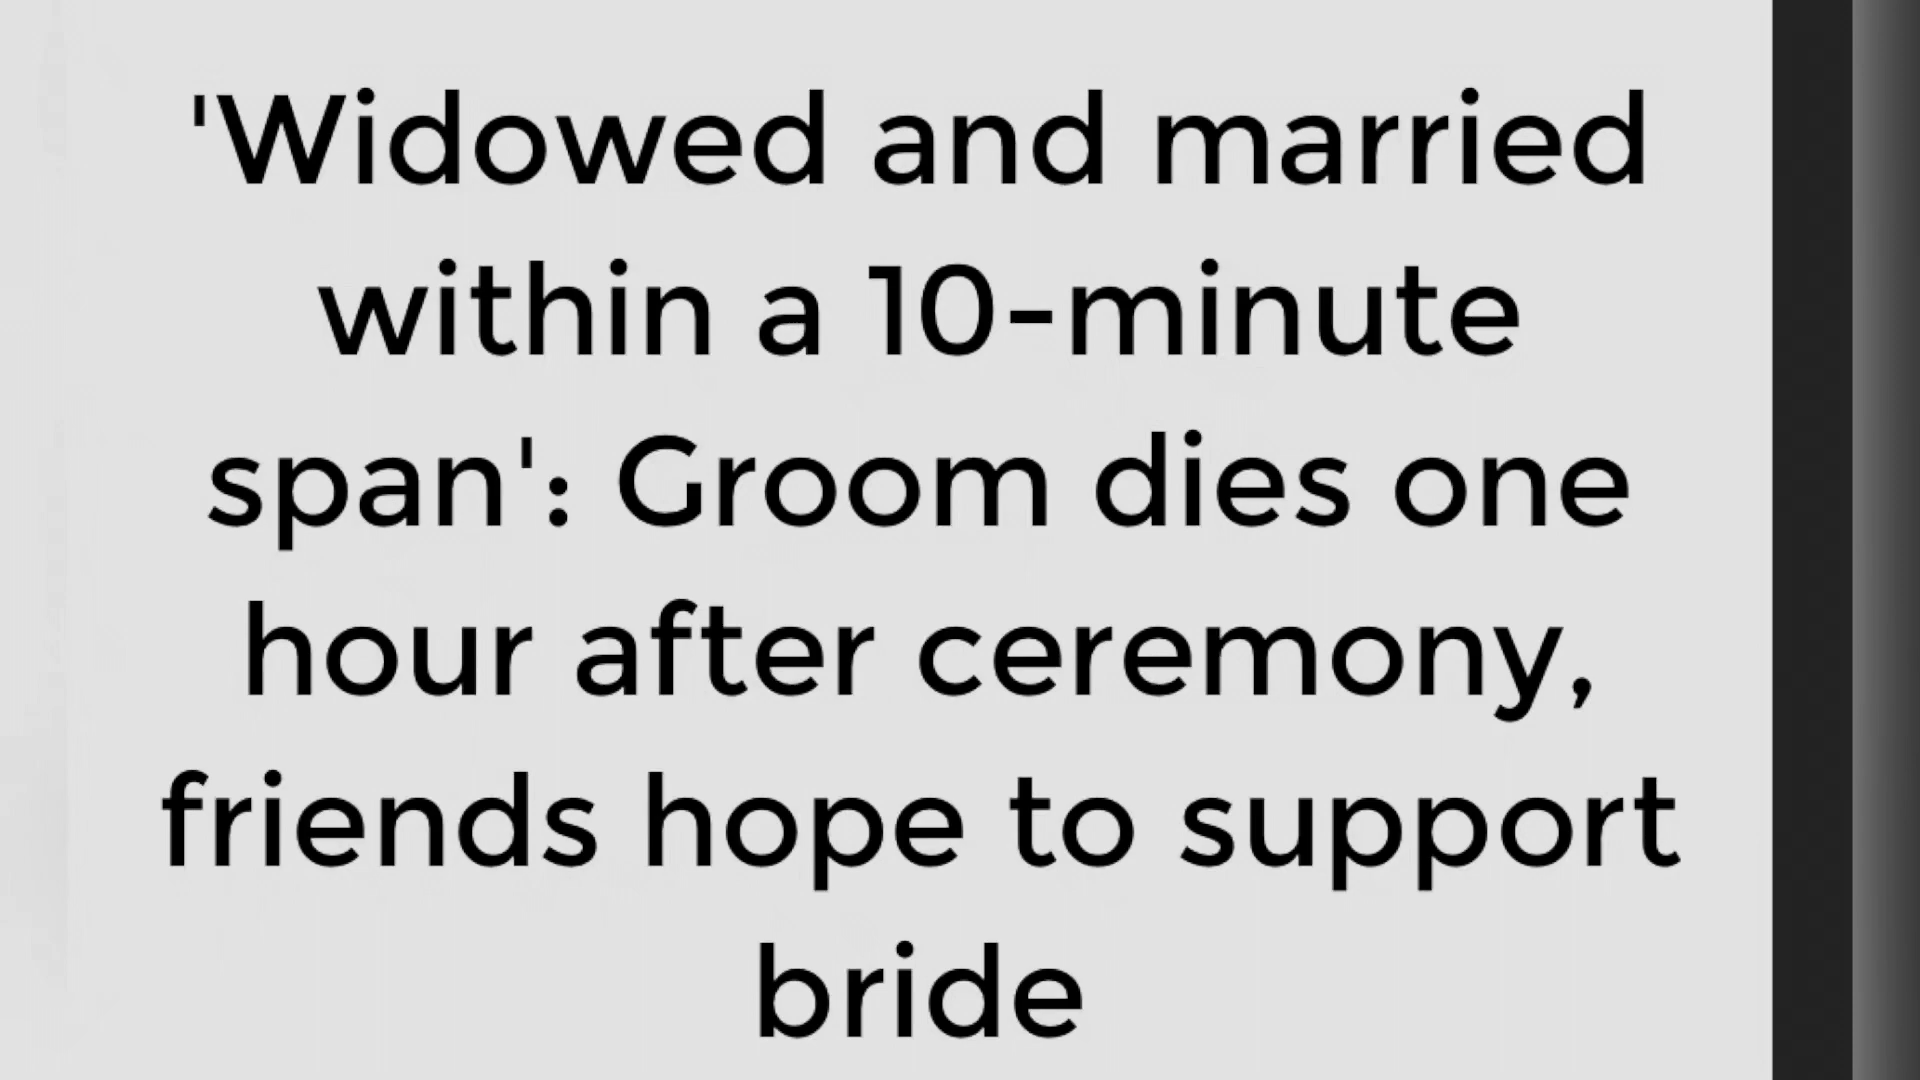 'Widowed and married
within a 10-minute
span': Groom dies one
hour after ceremony,
friends hope to support
bride